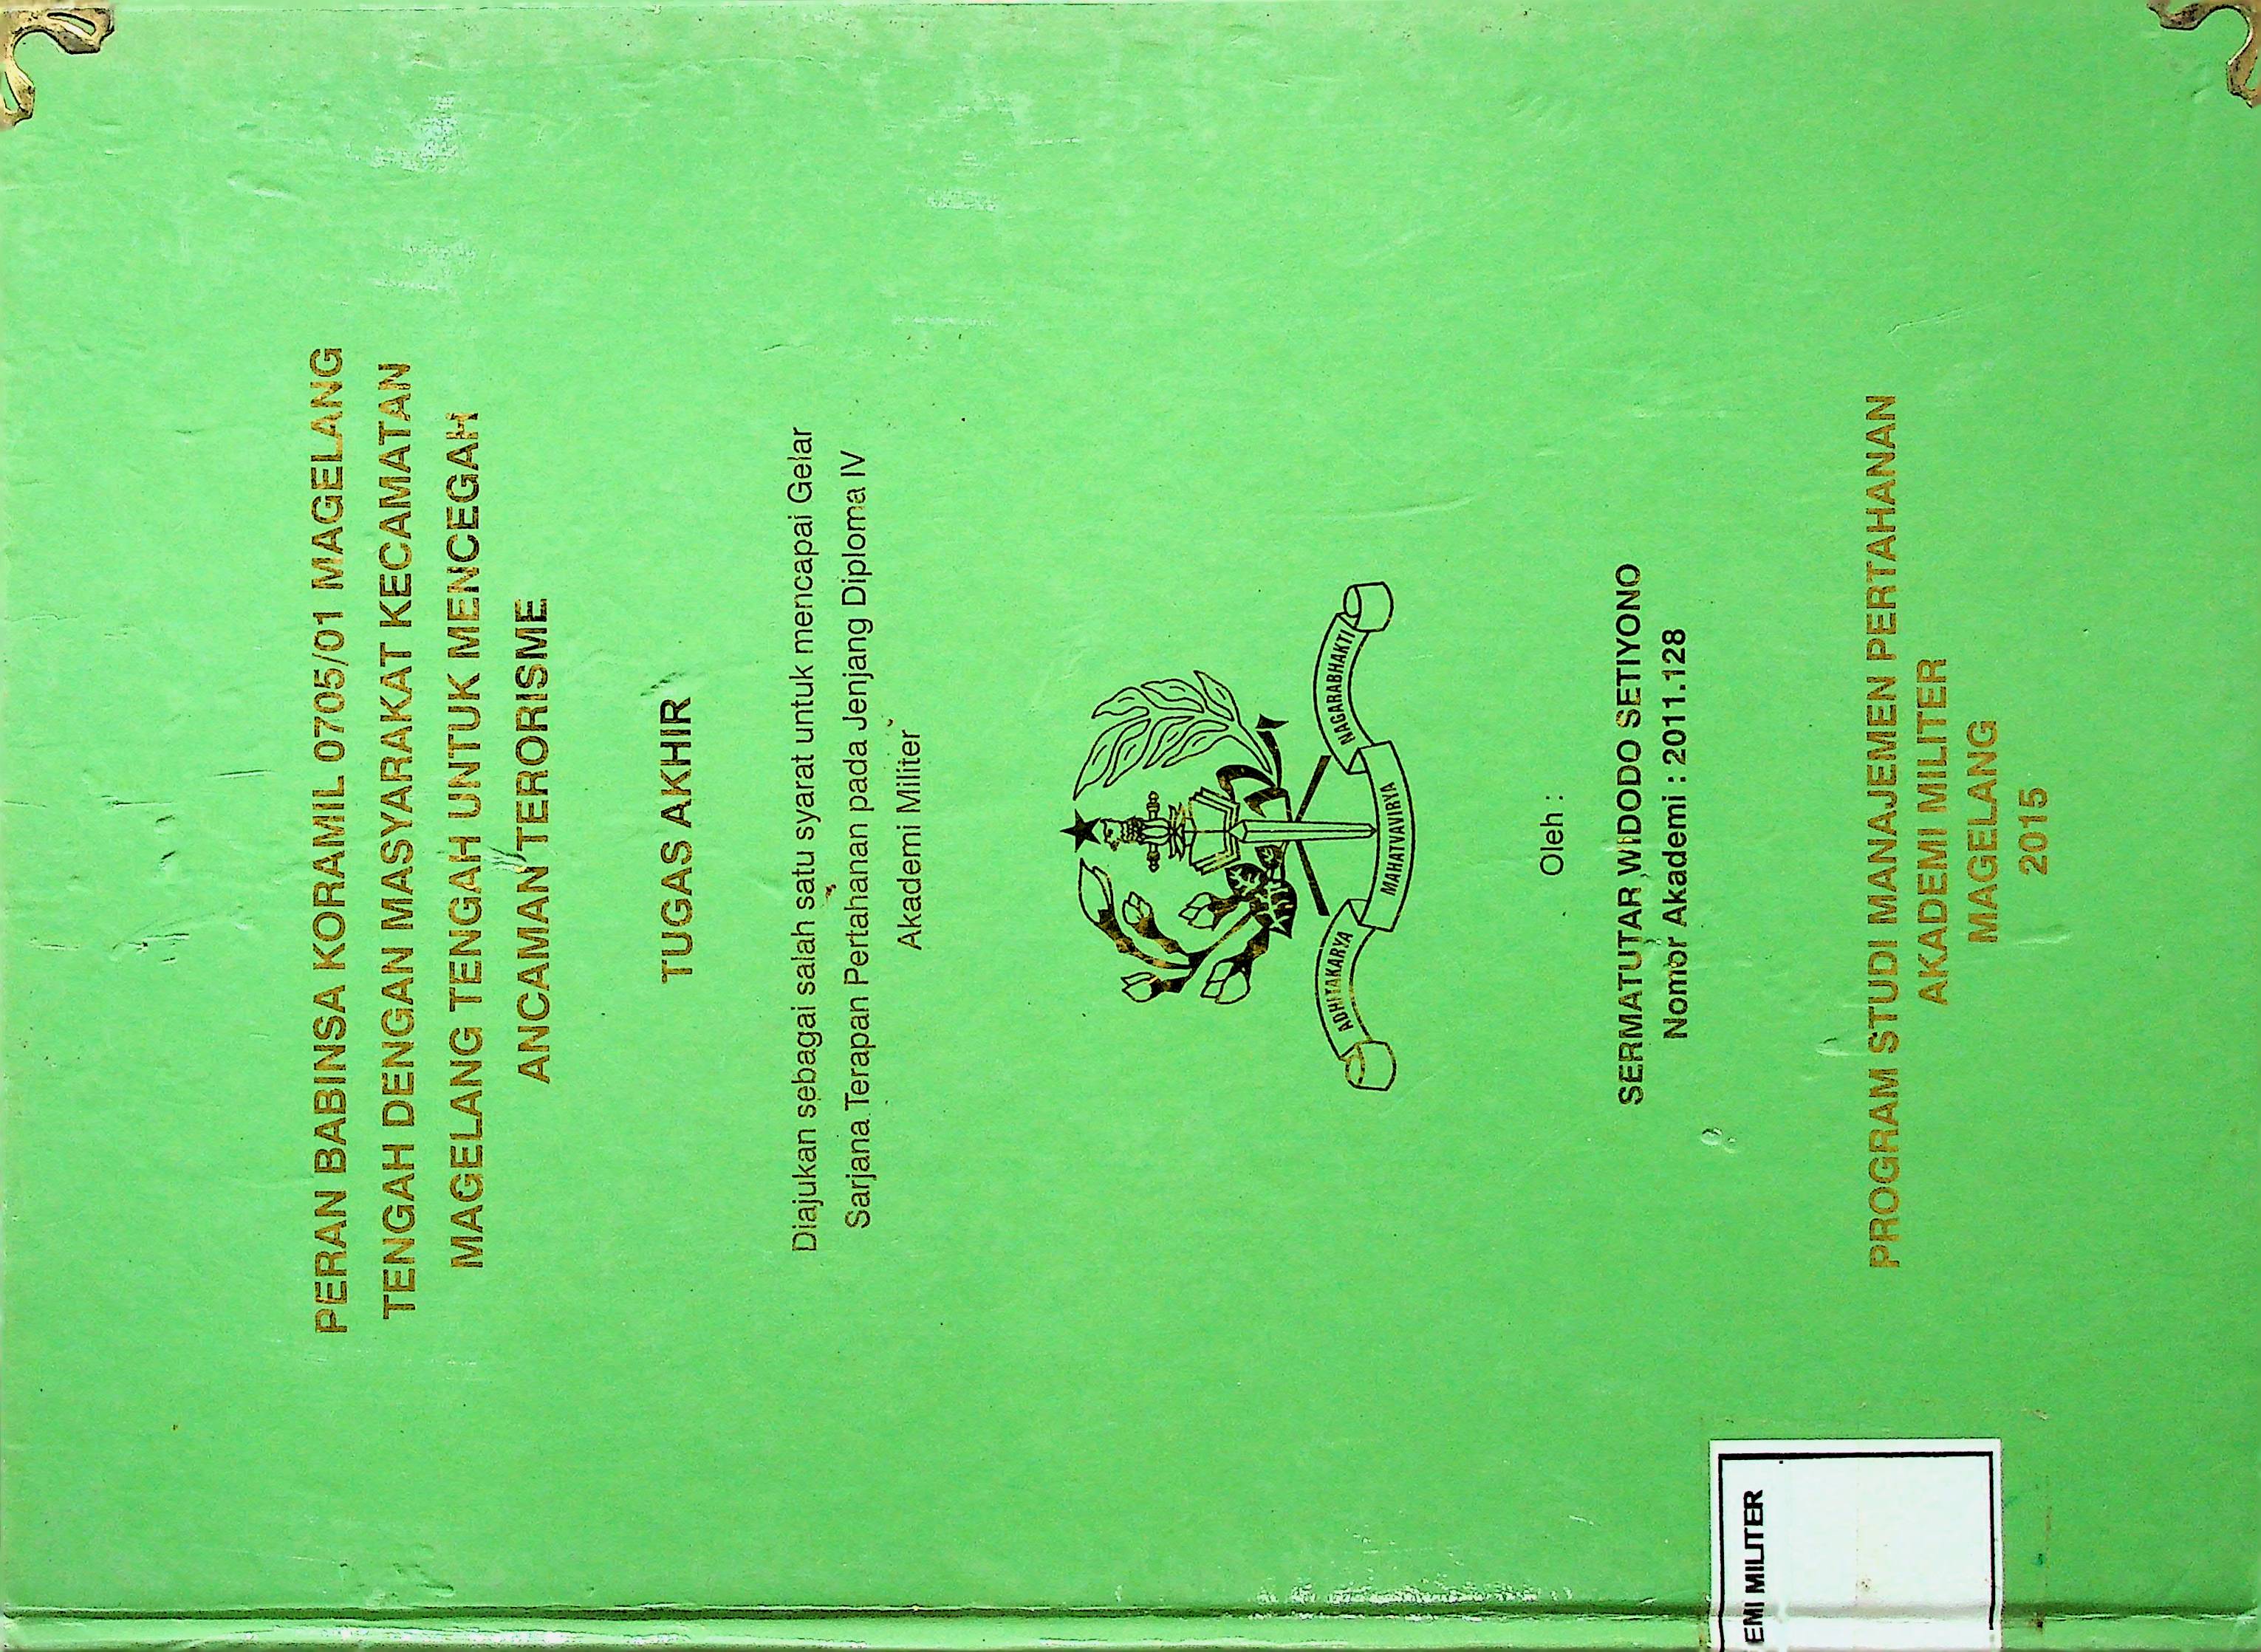 PERAN BABINSA KORAMIL 0705/01 MAGELANG
TENGAH DENGAN MASYARAKAT KECAMATAN
MAGELANG TENGAH UNTUK MENCEGAH
ANCAMAN TERORISME
TUGAS AKHIR
Diajukan sebagai salah satu syarat untuk mencapai Gelar
Sarjana Terapan Pertahanan pada Jenjang Diploma IV
Akademi Militer
ADHITAKARYA
MAHATVAVIRYA
NAGARABHAKTI
Oleh :
SERMATUTAR WIDODO SETIYONO
Nomor Akademi : 2011.128
PROGRAM STUDI MANAJEMEN PERTAHANAN
AKADEMI MILITER
MAGELANG
2015
EMI MILITER